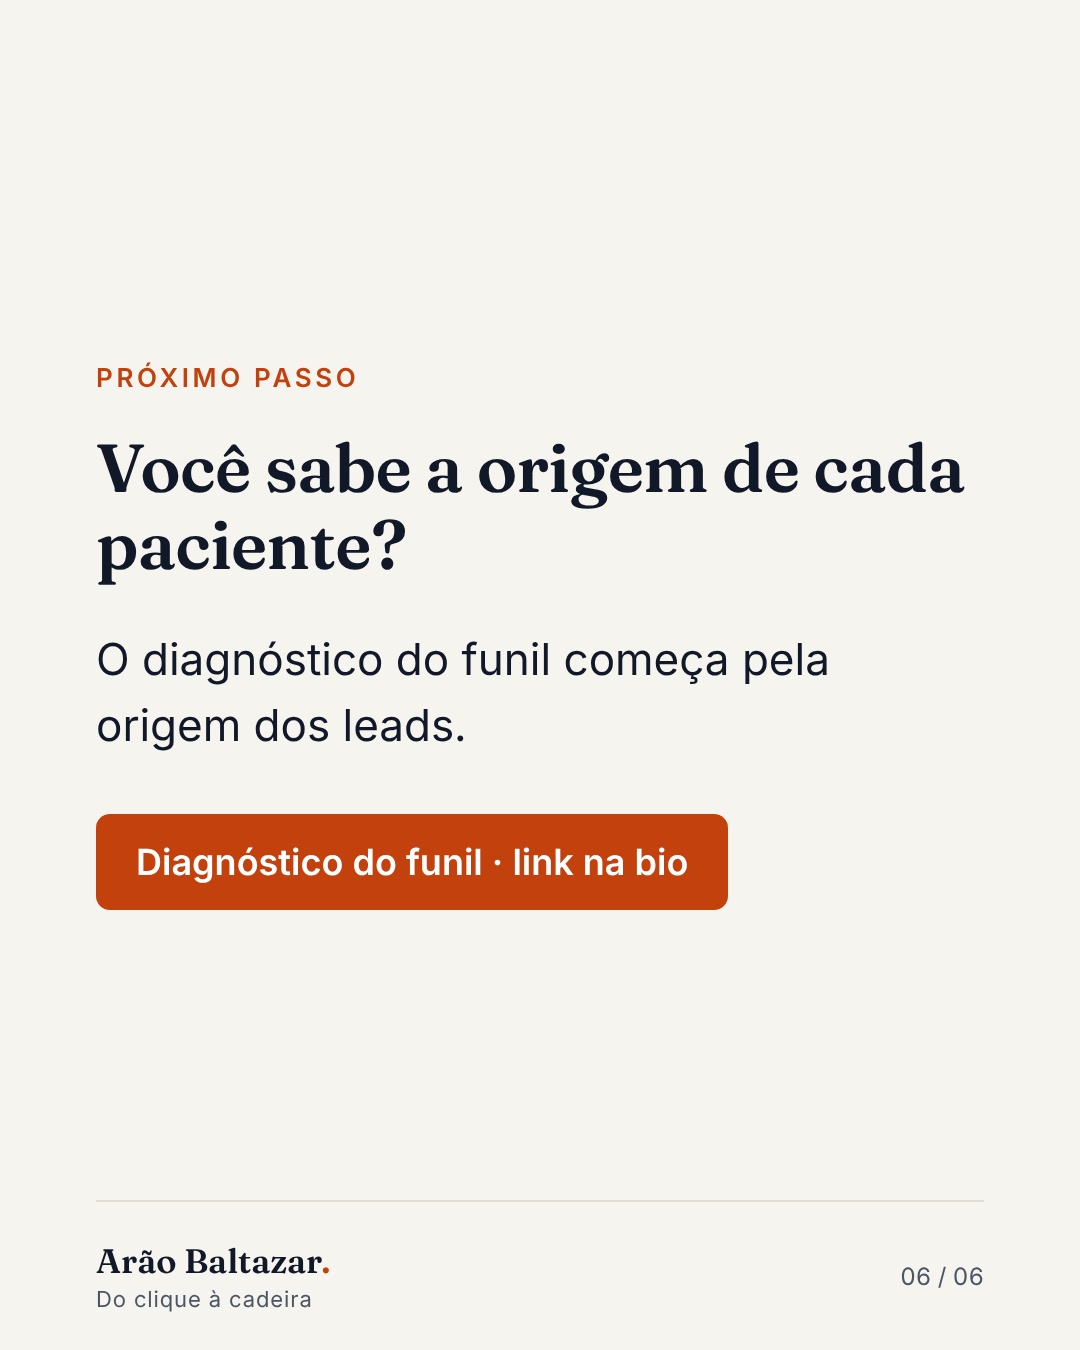 PRÓXIMO PASSO
Você sabe a origem de cada
paciente?
O diagnóstico do funil começa pela
origem dos leads.
Diagnóstico do funil · link na bio
Arão Baltazar.
Do clique à cadeira
06 / 06